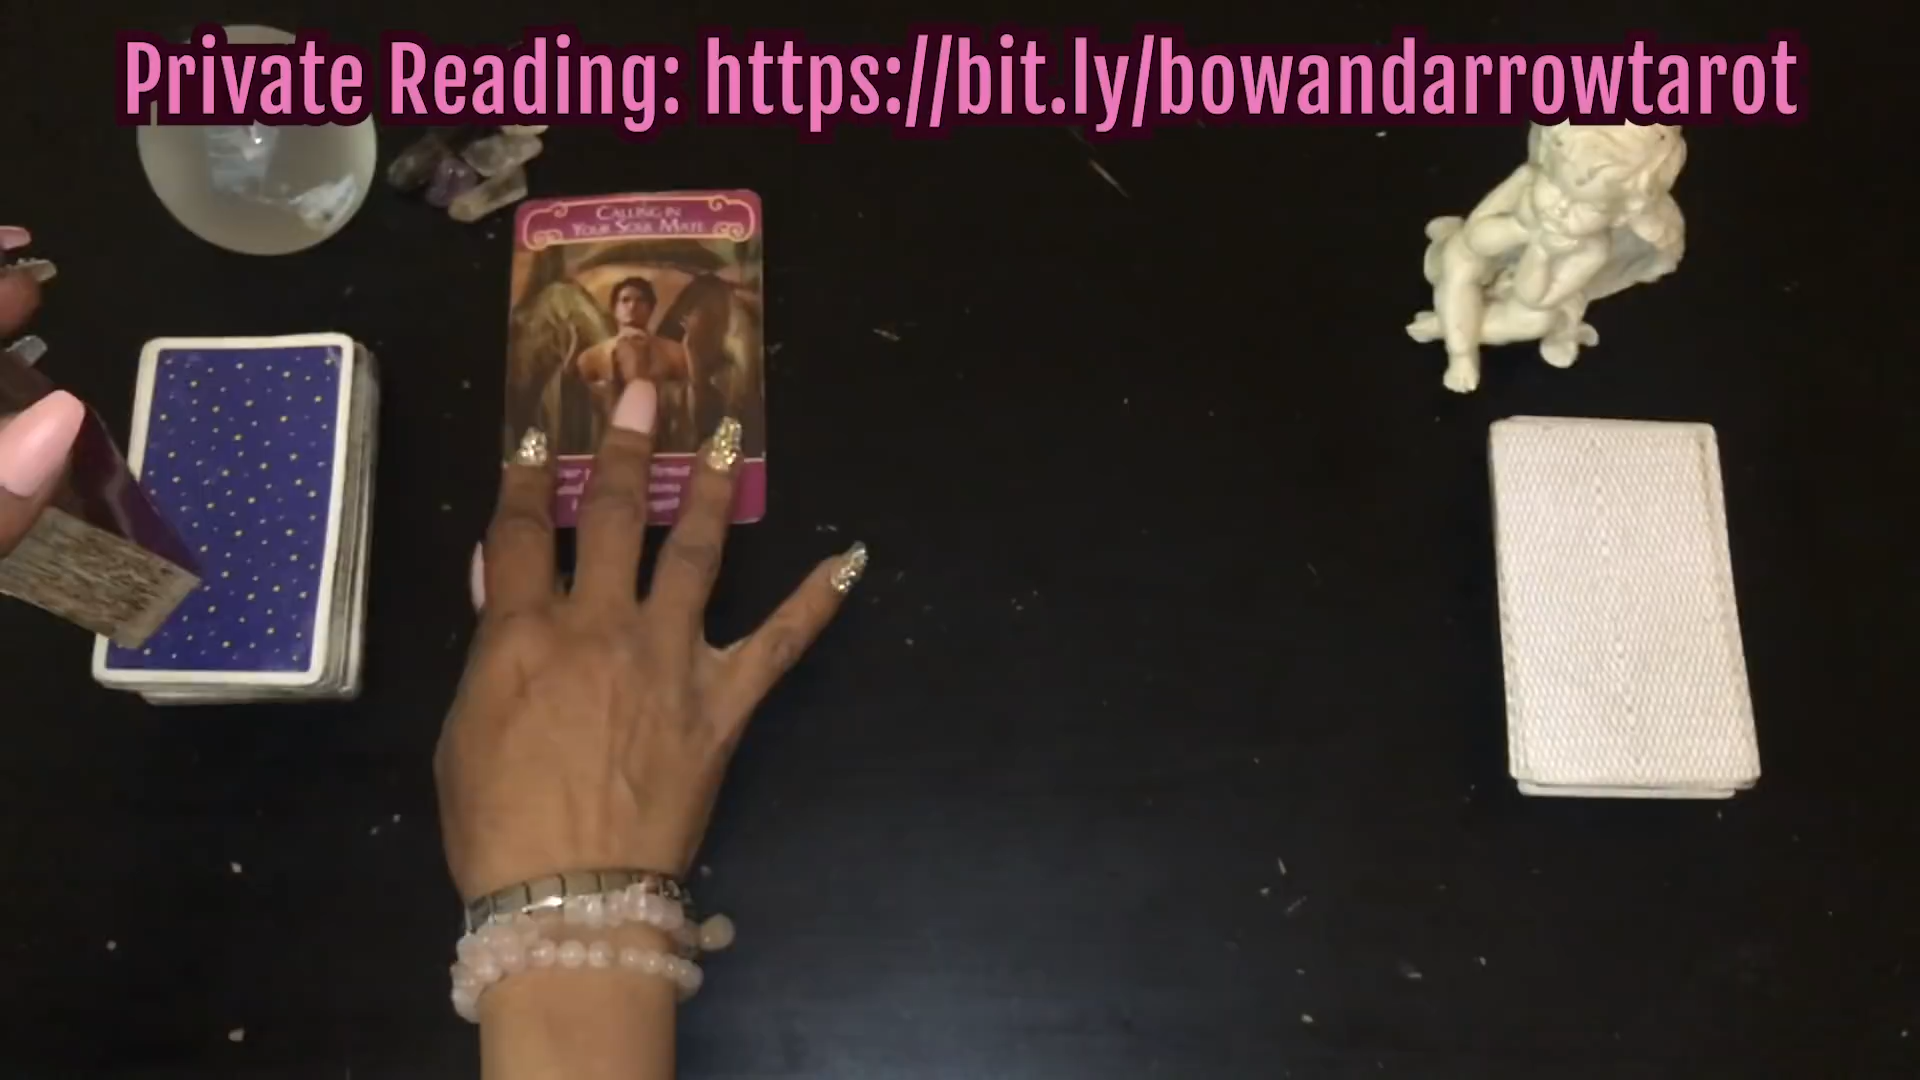 Private Reading: https://bit.ly/bowandarrowtarot
CALLING IN
YOUR SOUL MATE